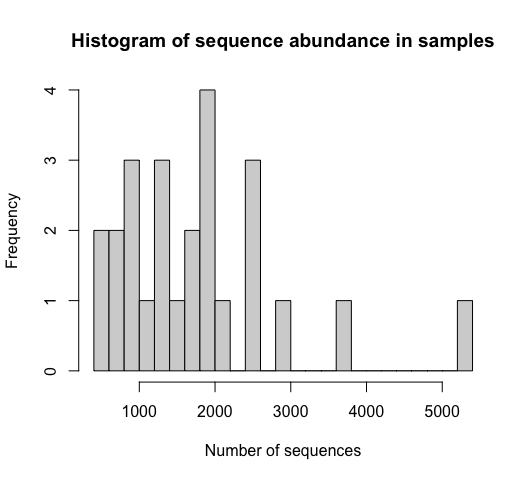 Histogram of sequence abundance in samples
4
3
2
1
0
Frequency
1000 2000 3000 4000 5000
Number of sequences